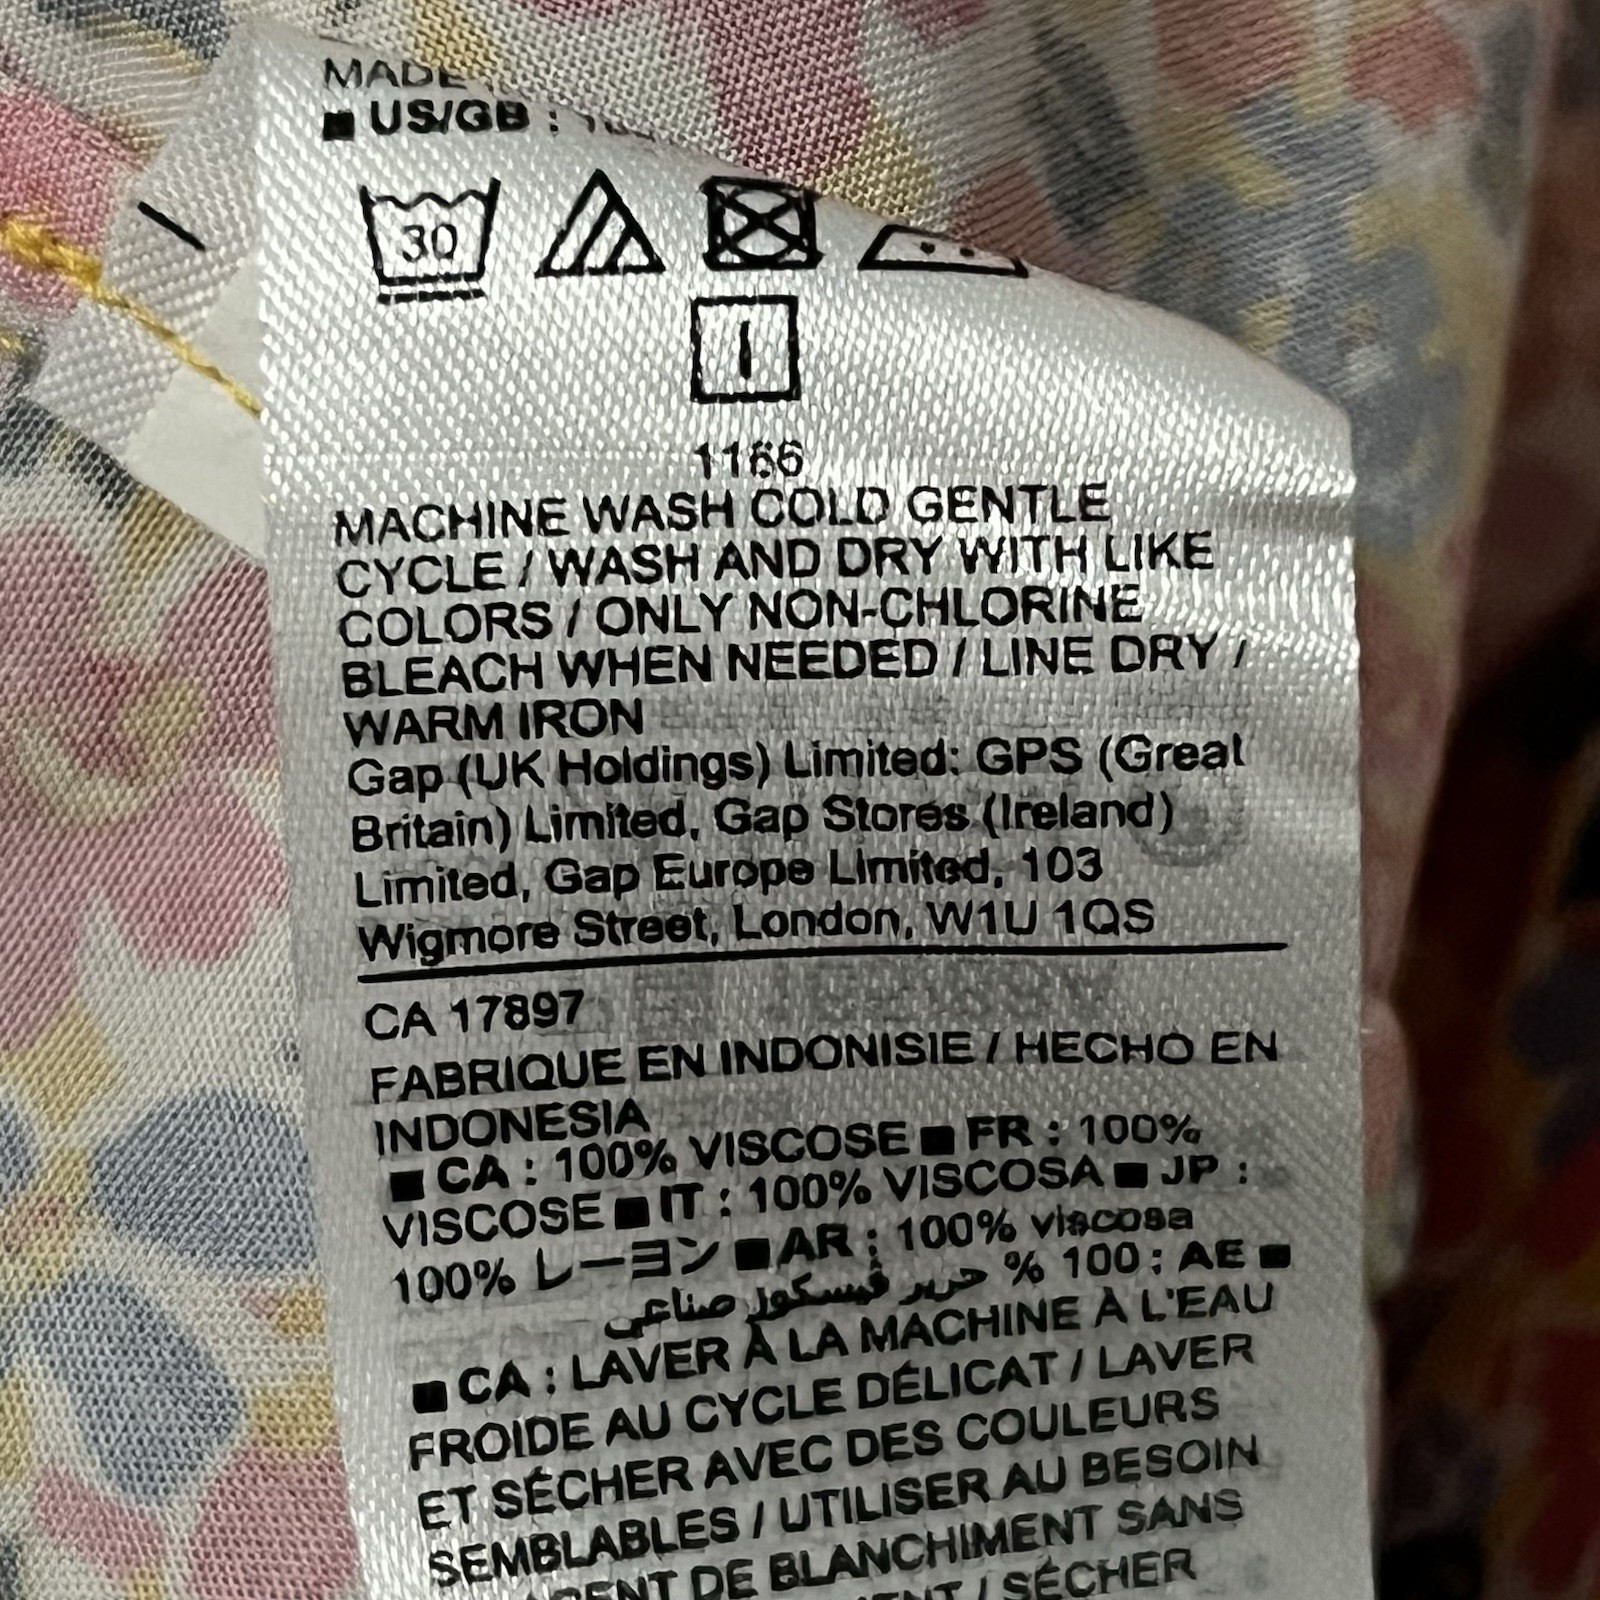 MADE
■ US/GB :
30
1166
MACHINE WASH COLD GENTLE
CYCLE / WASH AND DRY WITH LIKE
COLORS / ONLY NON-CHLORINE
BLEACH WHEN NEEDED / LINE DRY /
WARM IRON
Gap (UK Holdings) Limited: GPS (Great
Britain) Limited, Gap Stores (Ireland)
Limited, Gap Europe Limited, 103
Wigmore Street, London, W1U 1QS
CA 17897
FABRIQUE EN INDONISIE / HECHO EN
INDONESIA
■ CA : 100% VISCOSE ■ FR : 100%
VISCOSE ■ IT : 100% VISCOSA ■ JP :
100% レーヨン ■ AR : 100% viscosa
■ AE : 100 % حرير فيسكوز صناعي
■ CA : LAVER À LA MACHINE À L'EAU
FROIDE AU CYCLE DÉLICAT / LAVER
ET SÉCHER AVEC DES COULEURS
SEMBLABLES / UTILISER AU BESOIN
DE BLANCHIMENT SANS
/ SÉCHER